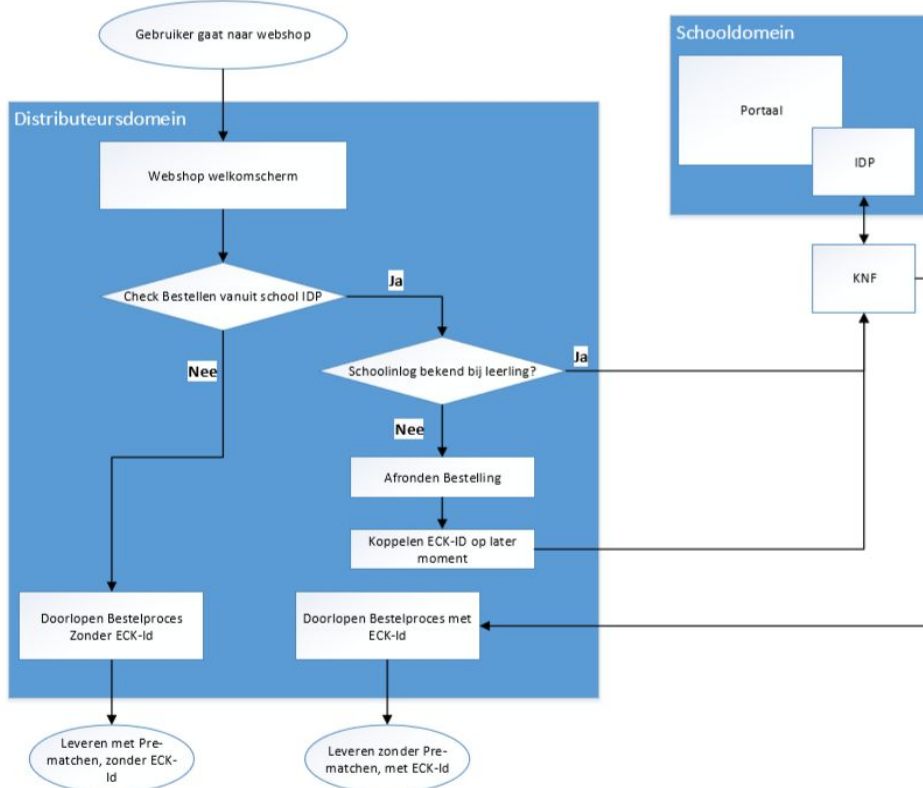 Gebruiker gaat naar webshop
Distributeursdomein
Webshop welkomscherm
Check Bestellen vanuit school IDP
Ja
Nee
Schoolinlog bekend bij leerling?
Ja
Nee
Afronden Bestelling
Koppelen ECK-ID op later
moment
Doorlopen Bestelproces
Zonder ECK-Id
Doorlopen Bestelproces met
ECK-Id
Leveren met Pre-
matchen, zonder ECK-
Id
Leveren zonder Pre-
matchen, met ECK-Id
Schooldomein
Portaal
IDP
KNF